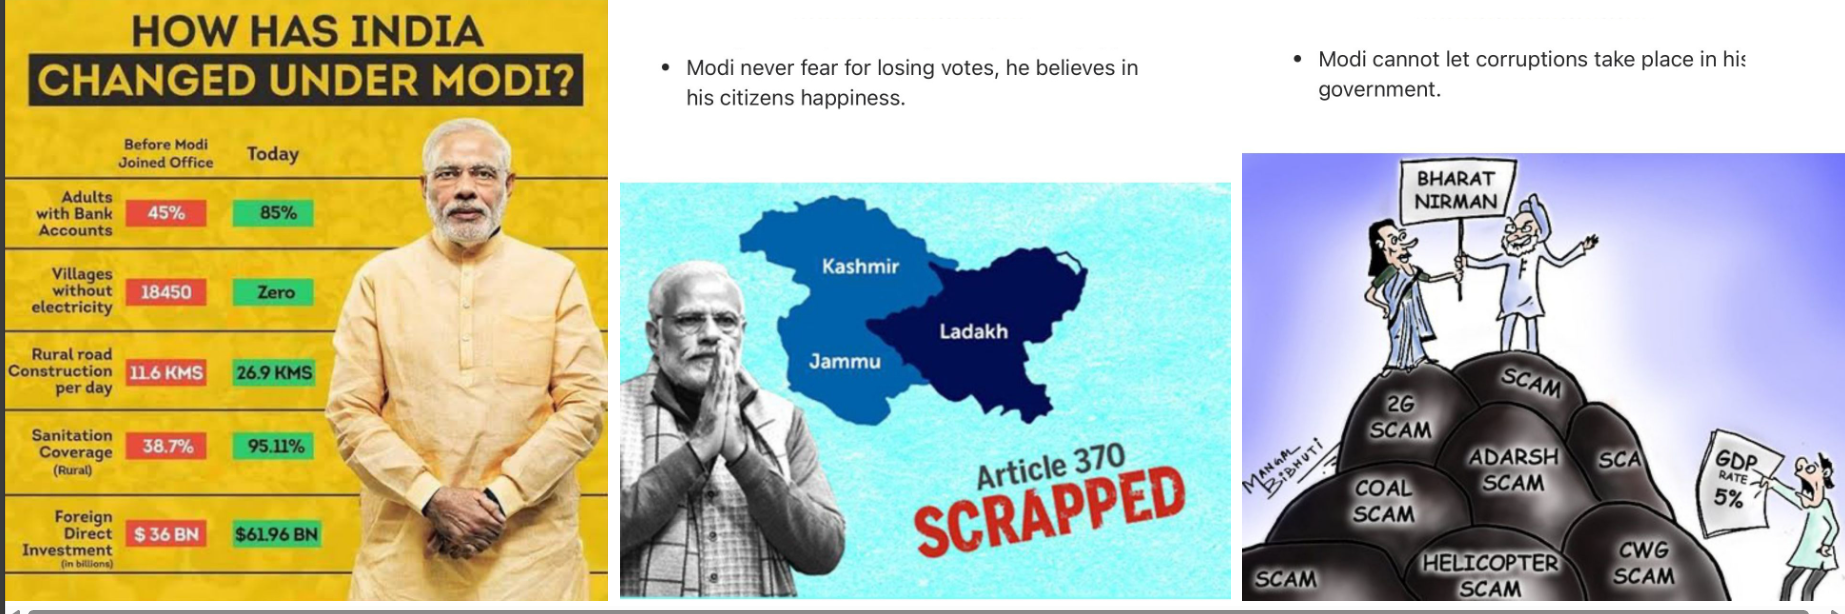 HOW HAS INDIA
CHANGED UNDER MODI?
Before Modi
Joined Office
Today
Adults
with Bank
Accounts
45%
85%
Villages
without
electricity
18450
Zero
Rural road
Construction
per day
11.6 KMS
26.9 KMS
Sanitation
Coverage
(Rural)
38.7%
95.11%
Foreign
Direct
Investment
(in billions)
$ 36 BN
$61.96 BN
• Modi never fear for losing votes, he believes in
his citizens happiness.
Kashmir
Ladakh
Jammu
Article 370
SCRAPPED
• Modi cannot let corruptions take place in his
government.
BHARAT
NIRMAN
SCAM
2G
SCAM
ADARSH
SCAM
SCA
COAL
SCAM
HELICOPTER
SCAM
CWG
SCAM
SCAM
GDP
RATE
5%
MANGAL
BIBHUTI